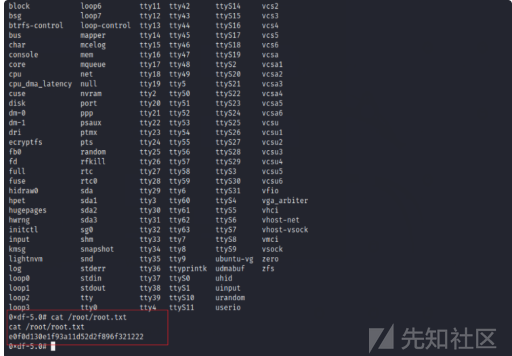 block loop6 tty11 tty42 ttyS14 vcs2
bsg loop7 tty12 tty43 ttyS15 vcs3
btrfs-control loop-control tty13 tty44 ttyS16 vcs4
bus mapper tty14 tty45 ttyS17 vcs5
char mcelog tty15 tty46 ttyS18 vcs6
console mem tty16 tty47 ttyS19 vcsa
core mqueue tty17 tty48 ttyS2 vcsa1
cpu net tty18 tty49 ttyS20 vcsa2
cpu_dma_latency null tty19 tty5 ttyS21 vcsa3
cuse nvram tty2 tty50 ttyS22 vcsa4
disk port tty20 tty51 ttyS23 vcsa5
dm-0 ppp tty21 tty52 ttyS24 vcsa6
dm-1 psaux tty22 tty53 ttyS25 vcsu
dri ptmx tty23 tty54 ttyS26 vcsu1
ecryptfs pts tty24 tty55 ttyS27 vcsu2
fb0 random tty25 tty56 ttyS28 vcsu3
fd rfkill tty26 tty57 ttyS29 vcsu4
full rtc tty27 tty58 ttyS3 vcsu5
fuse rtc0 tty28 tty59 ttyS30 vcsu6
hidraw0 sda tty29 tty6 ttyS31 vfio
hpet sda1 tty3 tty60 ttyS4 vga_arbiter
hugepages sda2 tty30 tty61 ttyS5 vhci
hwrng sda3 tty31 tty62 ttyS6 vhost-net
initctl sg0 tty32 tty63 ttyS7 vhost-vsock
input shm tty33 tty7 ttyS8 vmci
kmsg snapshot tty34 tty8 ttyS9 vsock
lightnvm snd tty35 tty9 ubuntu-vg zero
log stderr tty36 ttyprintk udmabuf zfs
loop0 stdin tty37 ttyS0 uhid
loop1 stdout tty38 ttyS1 uinput
loop2 tty tty39 ttyS10 urandom
loop3 tty0 tty4 ttyS11 userio
0×df-5.0# cat /root/root.txt
cat /root/root.txt
e0f0d130e1f93a11d52d2f896f321222
0×df-5.0#
先知社区